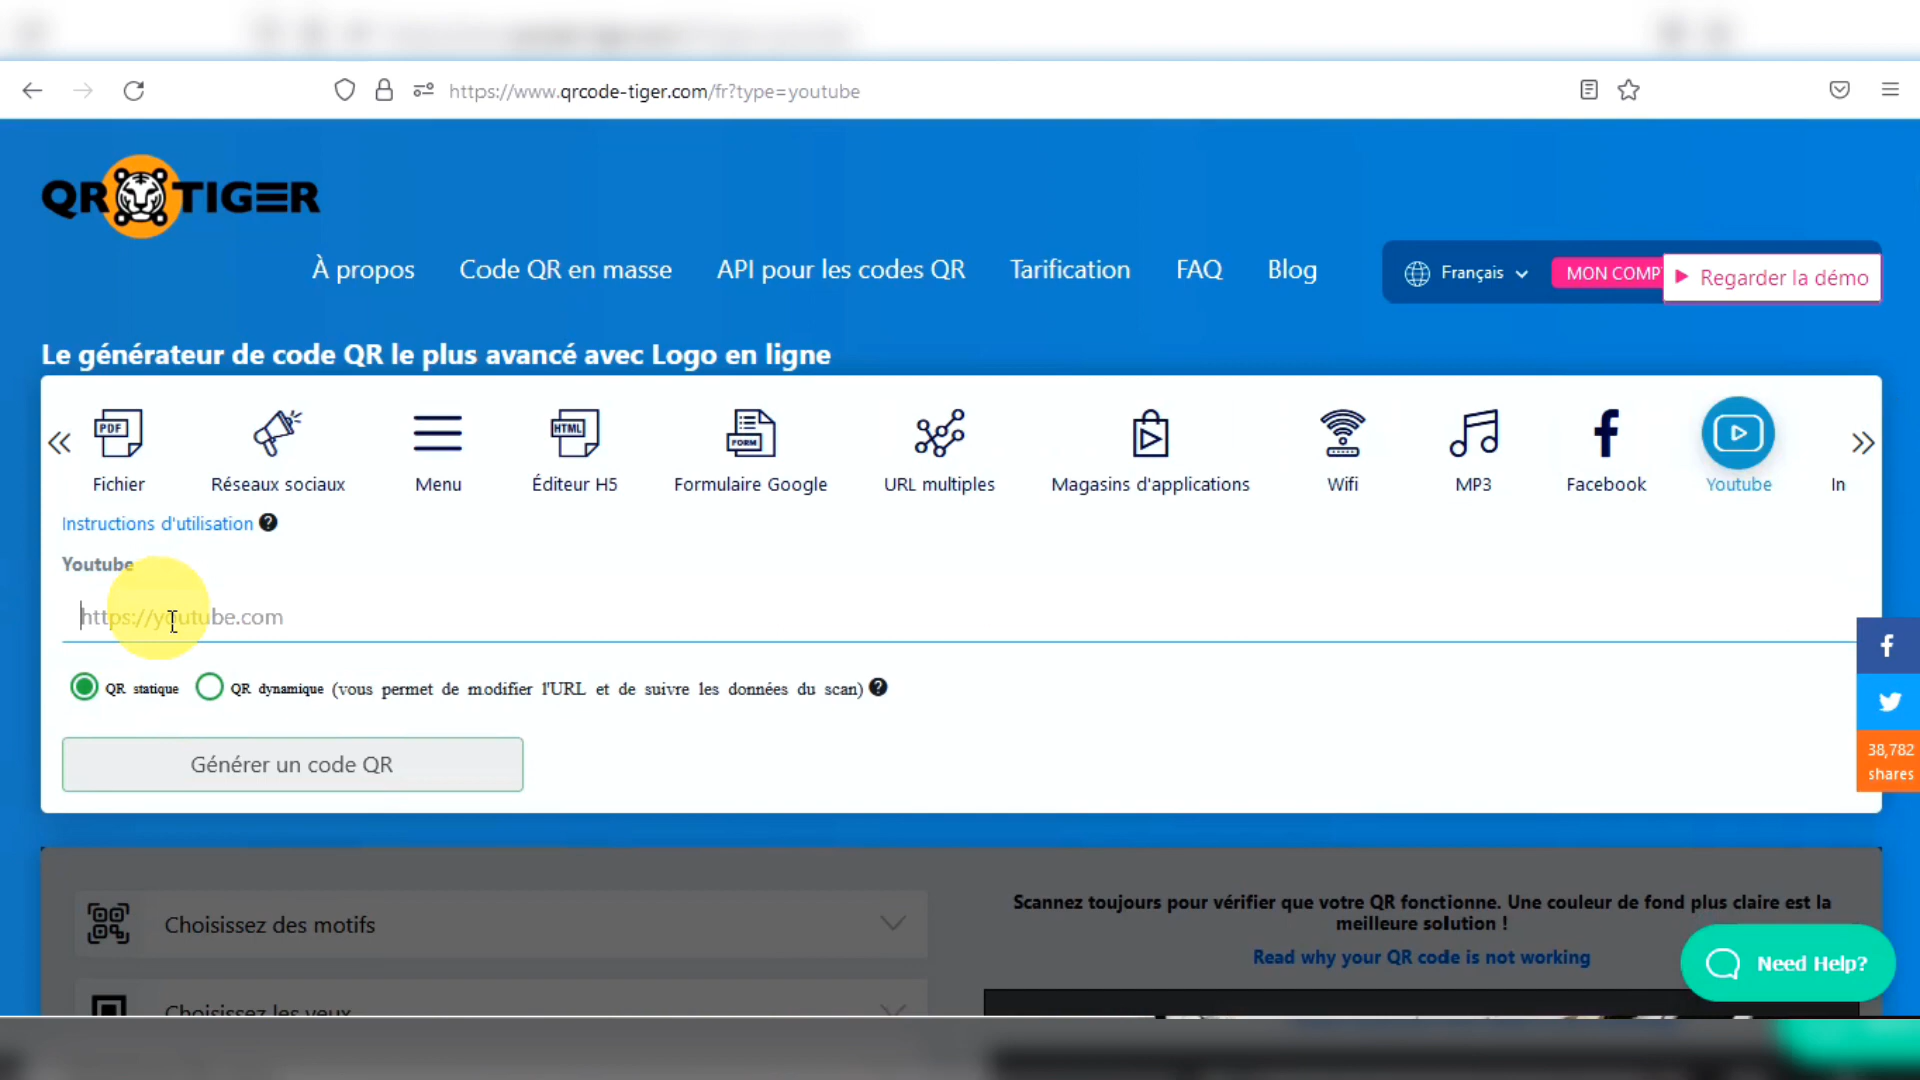 https://www.qrcode-tiger.com/fr?type=youtube
QR TIGER
À propos
Code QR en masse
API pour les codes QR
Tarification
FAQ
Blog
Français
MON COMP
Regarder la démo
Le générateur de code QR le plus avancé avec Logo en ligne
PDF
HTML
FORM
Fichier
Réseaux sociaux
Menu
Éditeur H5
Formulaire Google
URL multiples
Magasins d'applications
Wifi
MP3
Facebook
Youtube
In
Instructions d'utilisation ?
Youtube
https://youtube.com
QR statique
QR dynamique (vous permet de modifier l'URL et de suivre les données du scan) ?
Générer un code QR
38,782
shares
Choisissez des motifs
Choisissez les yeux
Scannez toujours pour vérifier que votre QR fonctionne. Une couleur de fond plus claire est la
meilleure solution !
Read why your QR code is not working
Need Help?